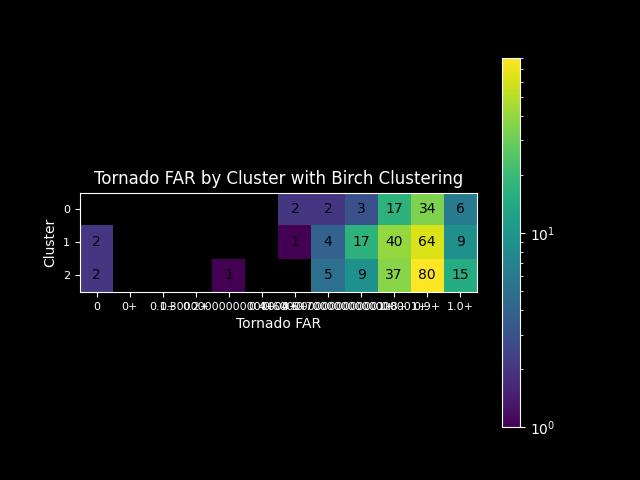 Tornado FAR by Cluster with Birch Clustering
0 2 2 3 17 34 6
1 2 1 4 17 40 64 9
2 2 1 5 9 37 80 15
0 0+ 0.9+ 1.0+
Tornado FAR
Cluster
10^1
10^0